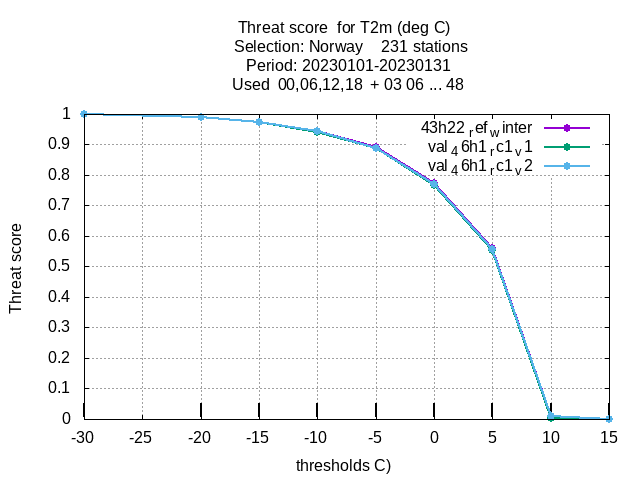 Threat score  for T2m (deg C)
Selection: Norway    231 stations
Period: 20230101-20230131
Used  00,06,12,18  + 03 06 ... 48
43h22 ref winter
val 46h1 rc1 v1
val 46h1 rc1 v2
1
0.9
0.8
0.7
0.6
0.5
0.4
0.3
0.2
0.1
0
Threat score
-30 -25 -20 -15 -10 -5 0 5 10 15
thresholds C)